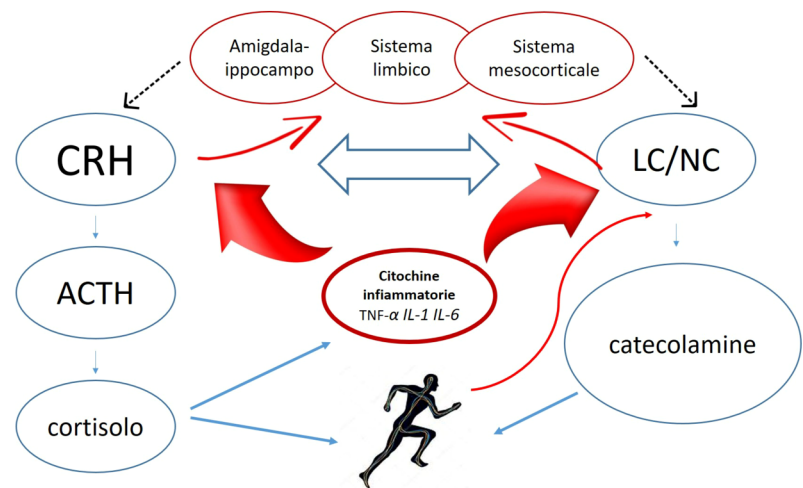 Amigdala-
ippocampo
Sistema
limbico
Sistema
mesocorticale
CRH
LC/NC
ACTH
Citochine
infiammatorie
TNF-α IL-1 IL-6
catecolamine
cortisolo